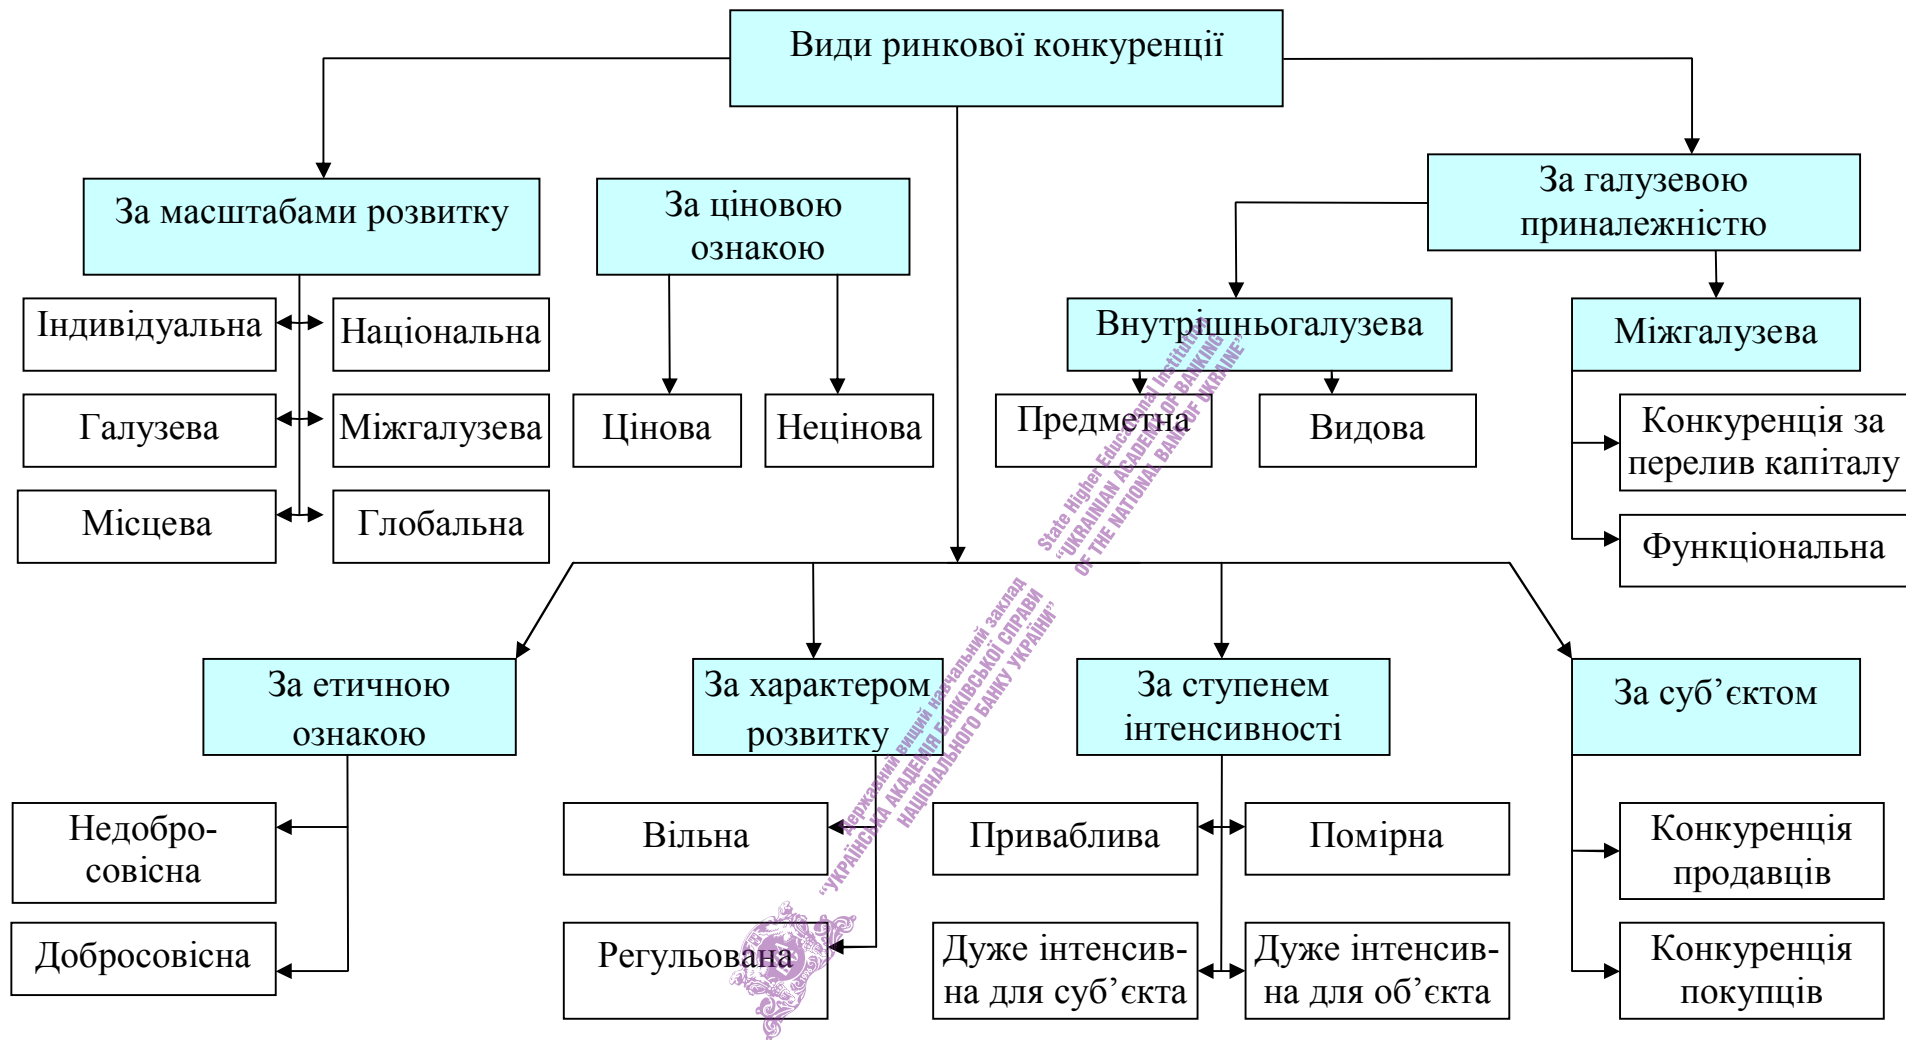 Види ринкової конкуренції
За масштабами розвитку
За ціновою
ознакою
За галузевою
приналежністю
Індивідуальна
Національна
Галузева
Міжгалузева
Місцева
Глобальна
Цінова
Нецінова
Внутрішньогалузева
Міжгалузева
Предметна
Видова
Конкуренція за
перелив капіталу
Функціональна
State Higher Educational Institution
“UKRAINIAN ACADEMY OF BANKING
OF THE NATIONAL BANK OF UKRAINE”
Державний вищий навчальний заклад
“УКРАЇНСЬКА АКАДЕМІЯ БАНКІВСЬКОЇ СПРАВИ
НАЦІОНАЛЬНОГО БАНКУ УКРАЇНИ”
За етичною
ознакою
За характером
розвитку
За ступенем
інтенсивності
За суб’єктом
Недобро-
совісна
Добросовісна
Вільна
Регульована
Приваблива
Помірна
Дуже інтенсив-
на для суб’єкта
Дуже інтенсив-
на для об’єкта
Конкуренція
продавців
Конкуренція
покупців